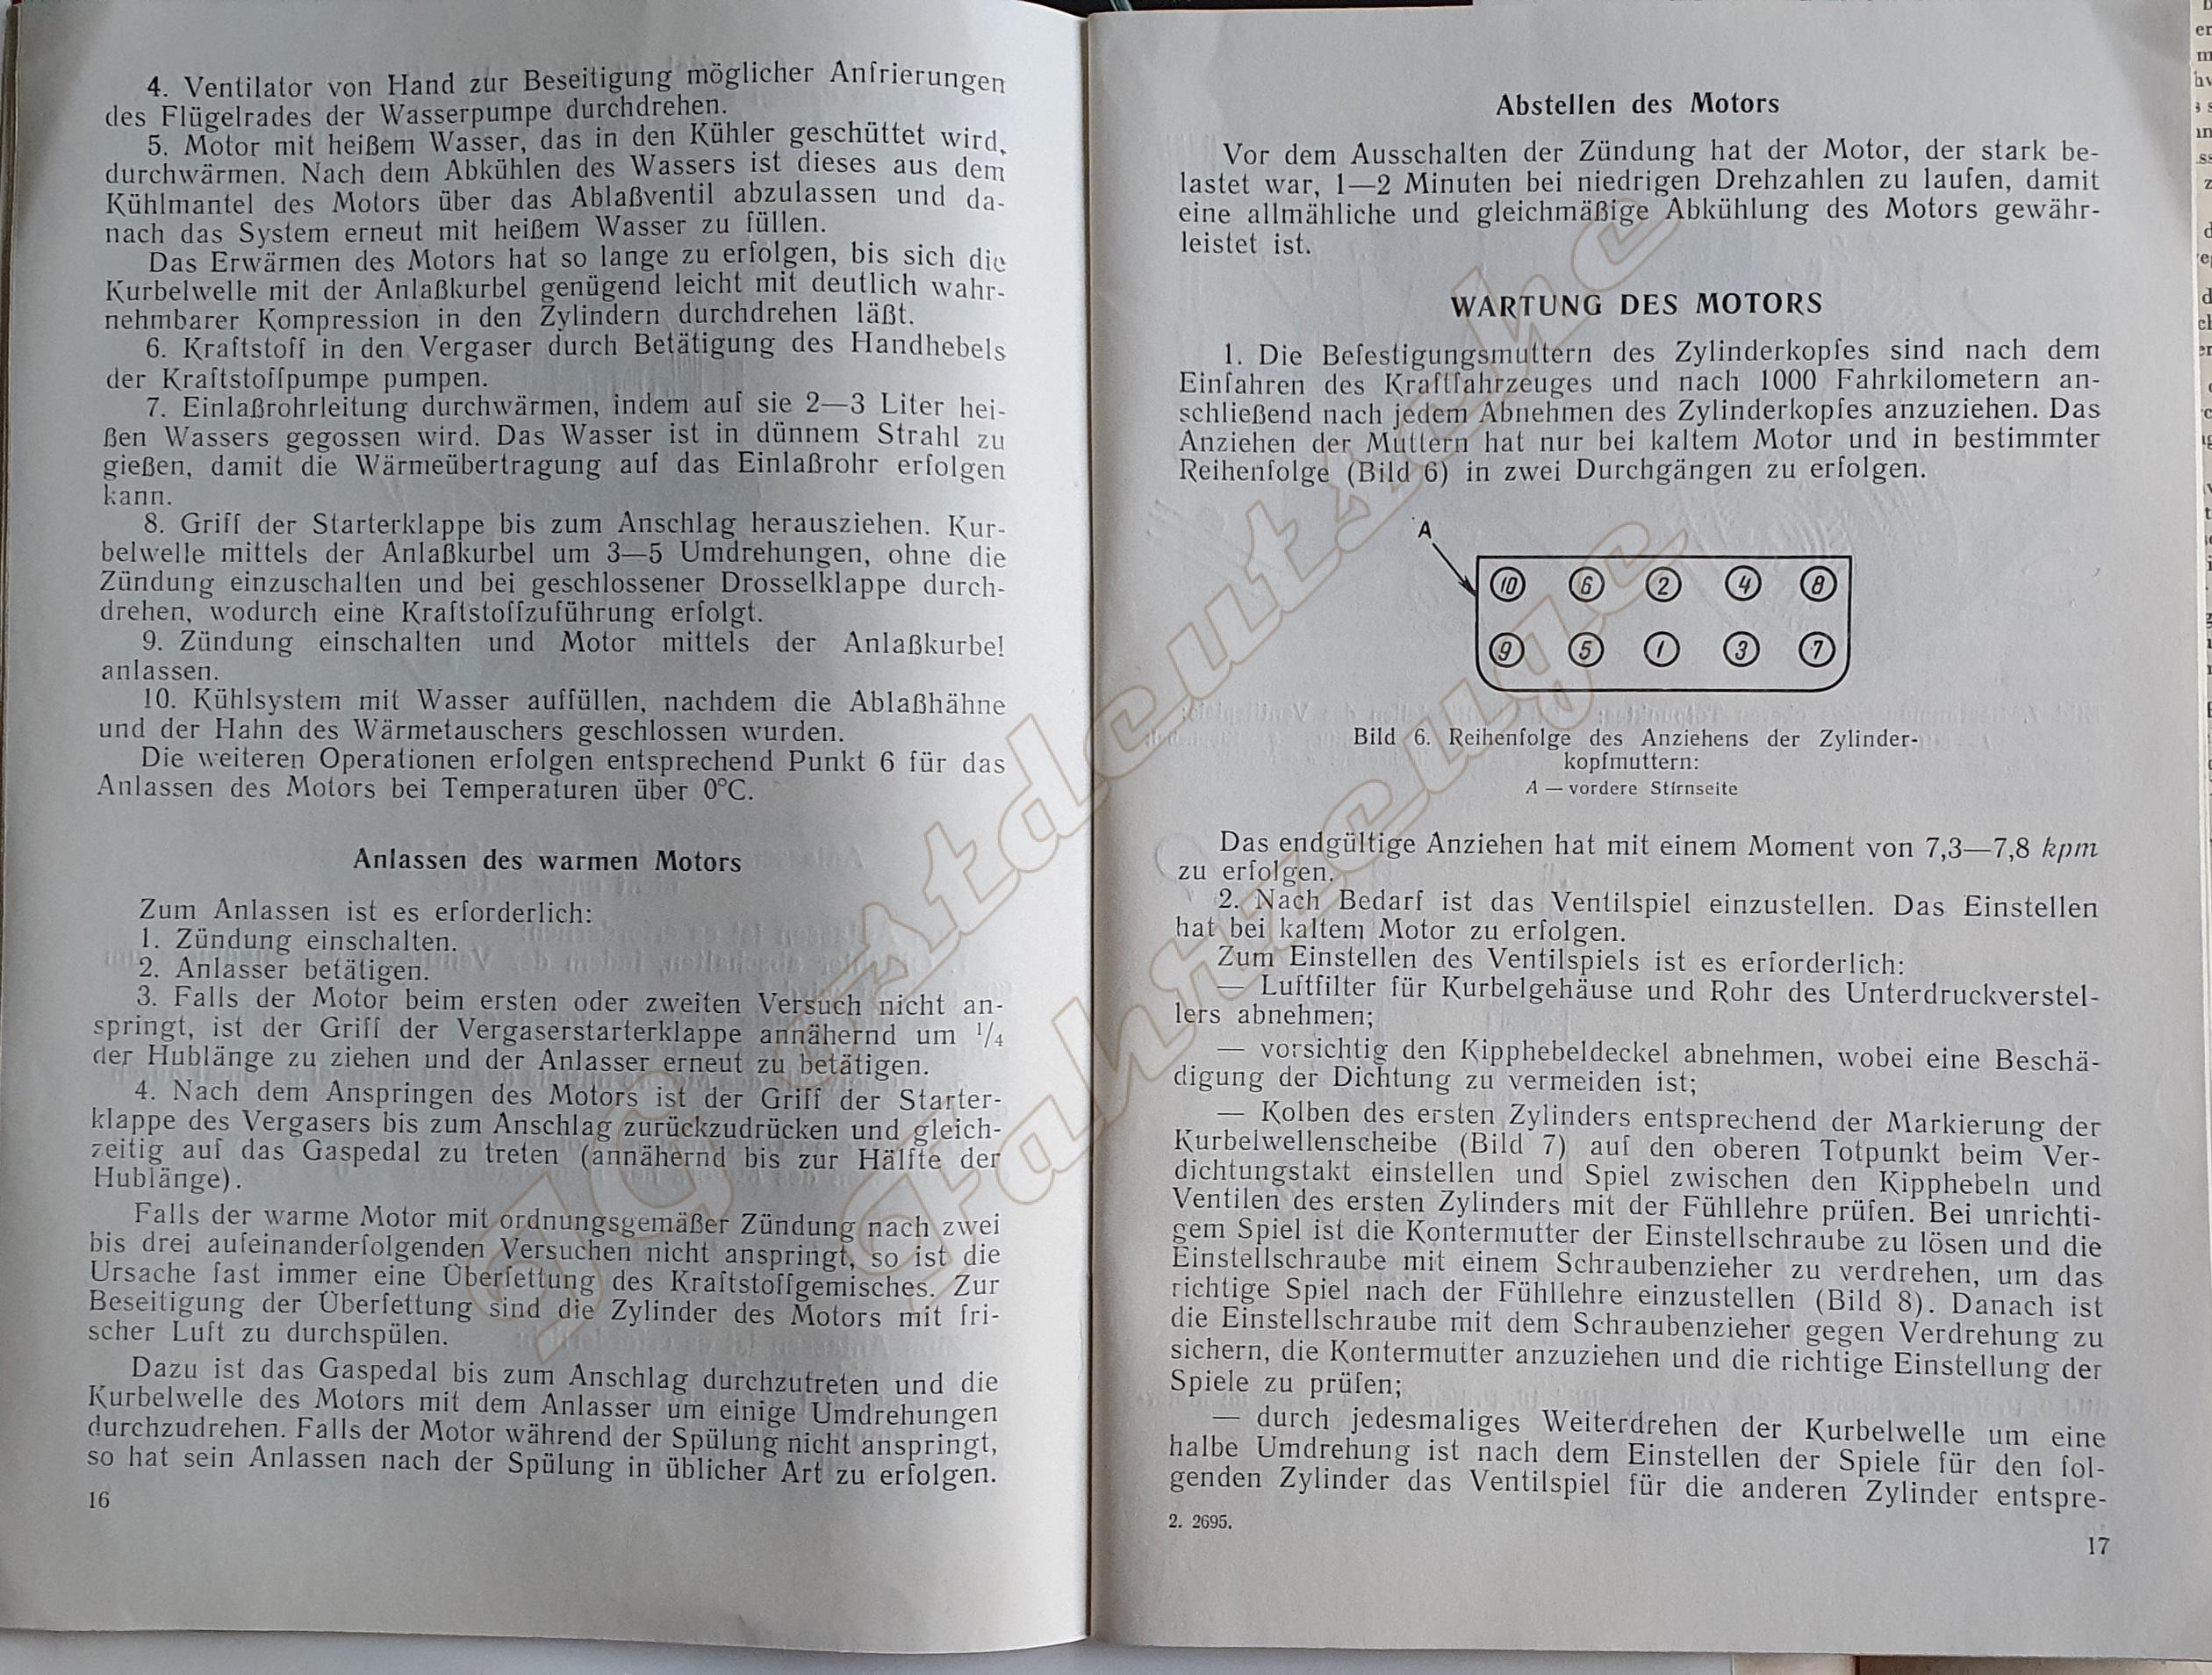 4. Ventilator von Hand zur Beseitigung möglicher Anfrierungen
des Flügelrades der Wasserpumpe durchdrehen.
5. Motor mit heißem Wasser, das in den Kühler geschüttet wird,
durchwärmen. Nach dem Abkühlen des Wassers ist dieses aus dem
Kühlmantel des Motors über das Ablaßventil abzulassen und da-
nach das System erneut mit heißem Wasser zu füllen.
Das Erwärmen des Motors hat so lange zu erfolgen, bis sich die
Kurbelwelle mit der Anlaßkurbel genügend leicht mit deutlich wahr-
nehmbarer Kompression in den Zylindern durchdrehen läßt.
6. Kraftstoff in den Vergaser durch Betätigung des Handhebels
der Kraftstoffpumpe pumpen.
7. Einlaßrohrleitung durchwärmen, indem auf sie 2—3 Liter hei-
ßen Wassers gegossen wird. Das Wasser ist in dünnem Strahl zu
gießen, damit die Wärmeübertragung auf das Einlaßrohr erfolgen
kann.
8. Griff der Starterklappe bis zum Anschlag herausziehen. Kur-
belwelle mittels der Anlaßkurbel um 3—5 Umdrehungen, ohne die
Zündung einzuschalten und bei geschlossener Drosselklappe durch-
drehen, wodurch eine Kraftstoffzuführung erfolgt.
9. Zündung einschalten und Motor mittels der Anlaßkurbel
anlassen.
10. Kühlsystem mit Wasser auffüllen, nachdem die Ablaßhähne
und der Hahn des Wärmetauschers geschlossen wurden.
Die weiteren Operationen erfolgen entsprechend Punkt 6 für das
Anlassen des Motors bei Temperaturen über 0°C.
Anlassen des warmen Motors
Zum Anlassen ist es erforderlich:
1. Zündung einschalten.
2. Anlasser betätigen.
3. Falls der Motor beim ersten oder zweiten Versuch nicht an-
springt, ist der Griff der Vergaserstarterklappe annähernd um 1/4
der Hublänge zu ziehen und der Anlasser erneut zu betätigen.
4. Nach dem Anspringen des Motors ist der Griff der Starter-
klappe des Vergasers bis zum Anschlag zurückzudrücken und gleich-
zeitig auf das Gaspedal zu treten (annähernd bis zur Hälfte der
Hublänge).
Falls der warme Motor mit ordnungsgemäßer Zündung nach zwei
bis drei aufeinanderfolgenden Versuchen nicht anspringt, so ist die
Ursache fast immer eine Überfettung des Kraftstoffgemisches. Zur
Beseitigung der Überfettung sind die Zylinder des Motors mit fri-
scher Luft zu durchspülen.
Dazu ist das Gaspedal bis zum Anschlag durchzutreten und die
Kurbelwelle des Motors mit dem Anlasser um einige Umdrehungen
durchzudrehen. Falls der Motor während der Spülung nicht anspringt,
so hat sein Anlassen nach der Spülung in üblicher Art zu erfolgen.
16
Abstellen des Motors
Vor dem Ausschalten der Zündung hat der Motor, der stark be-
lastet war, 1—2 Minuten bei niedrigen Drehzahlen zu laufen, damit
eine allmähliche und gleichmäßige Abkühlung des Motors gewähr-
leistet ist.
WARTUNG DES MOTORS
1. Die Befestigungsmuttern des Zylinderkopfes sind nach dem
Einfahren des Kraftfahrzeuges und nach 1000 Fahrkilometern an-
schließend nach jedem Abnehmen des Zylinderkopfes anzuziehen. Das
Anziehen der Muttern hat nur bei kaltem Motor und in bestimmter
Reihenfolge (Bild 6) in zwei Durchgängen zu erfolgen.
A
10 6 2 4 8
9 5 1 3 7
Bild 6. Reihenfolge des Anziehens der Zylinder-
kopfmuttern:
A — vordere Stirnseite
Das endgültige Anziehen hat mit einem Moment von 7,3—7,8 kpm
zu erfolgen.
2. Nach Bedarf ist das Ventilspiel einzustellen. Das Einstellen
hat bei kaltem Motor zu erfolgen.
Zum Einstellen des Ventilspiels ist es erforderlich:
— Luftfilter für Kurbelgehäuse und Rohr des Unterdruckverstel-
lers abnehmen;
— vorsichtig den Kipphebeldeckel abnehmen, wobei eine Beschä-
digung der Dichtung zu vermeiden ist;
— Kolben des ersten Zylinders entsprechend der Markierung der
Kurbelwellenscheibe (Bild 7) auf den oberen Totpunkt beim Ver-
dichtungstakt einstellen und Spiel zwischen den Kipphebeln und
Ventilen des ersten Zylinders mit der Fühllehre prüfen. Bei unrichti-
gem Spiel ist die Kontermutter der Einstellschraube zu lösen und die
Einstellschraube mit einem Schraubenzieher zu verdrehen, um das
richtige Spiel nach der Fühllehre einzustellen (Bild 8). Danach ist
die Einstellschraube mit dem Schraubenzieher gegen Verdrehung zu
sichern, die Kontermutter anzuziehen und die richtige Einstellung der
Spiele zu prüfen;
— durch jedesmaliges Weiterdrehen der Kurbelwelle um eine
halbe Umdrehung ist nach dem Einstellen der Spiele für den fol-
genden Zylinder das Ventilspiel für die anderen Zylinder entspre-
2. 2695.
17
IG Ostdeutsche
Fahrzeuge